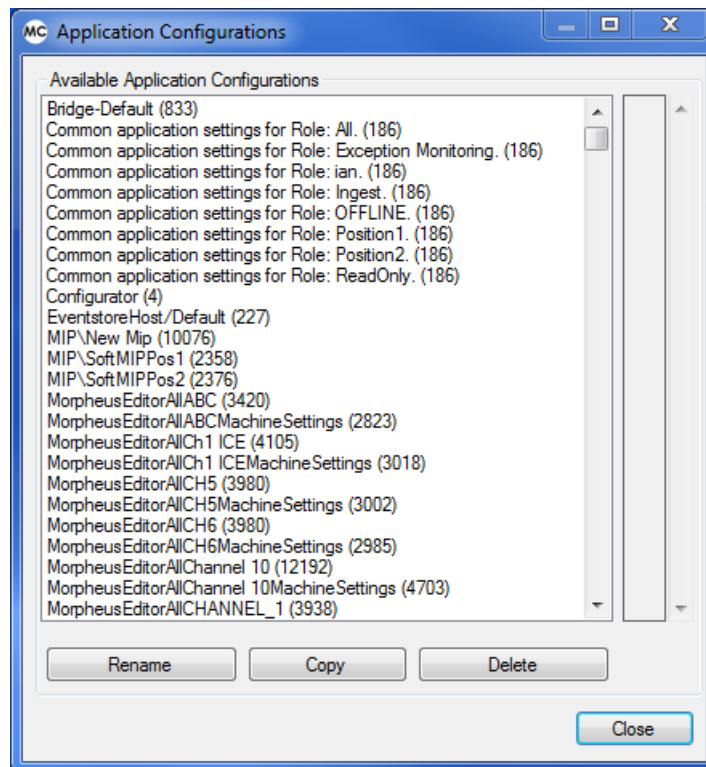 MC Application Configurations
Available Application Configurations
Bridge-Default (833)
Common application settings for Role: All. (186)
Common application settings for Role: Exception Monitoring. (186)
Common application settings for Role: ian. (186)
Common application settings for Role: Ingest. (186)
Common application settings for Role: OFFLINE. (186)
Common application settings for Role: Position1. (186)
Common application settings for Role: Position2. (186)
Common application settings for Role: ReadOnly. (186)
Configurator (4)
EventstoreHost/Default (227)
MIP\New Mip (10076)
MIP\SoftMIPPos1 (2358)
MIP\SoftMIPPos2 (2376)
MorpheusEditorAllABC (3420)
MorpheusEditorAllABCMachineSettings (2823)
MorpheusEditorAllCh1 ICE (4105)
MorpheusEditorAllCh1 ICEMachineSettings (3018)
MorpheusEditorAllCH5 (3980)
MorpheusEditorAllCH5MachineSettings (3002)
MorpheusEditorAllCH6 (3980)
MorpheusEditorAllCH6MachineSettings (2985)
MorpheusEditorAllChannel 10 (12192)
MorpheusEditorAllChannel 10MachineSettings (4703)
MorpheusEditorAllCHANNEL_1 (3938)
Rename Copy Delete
Close